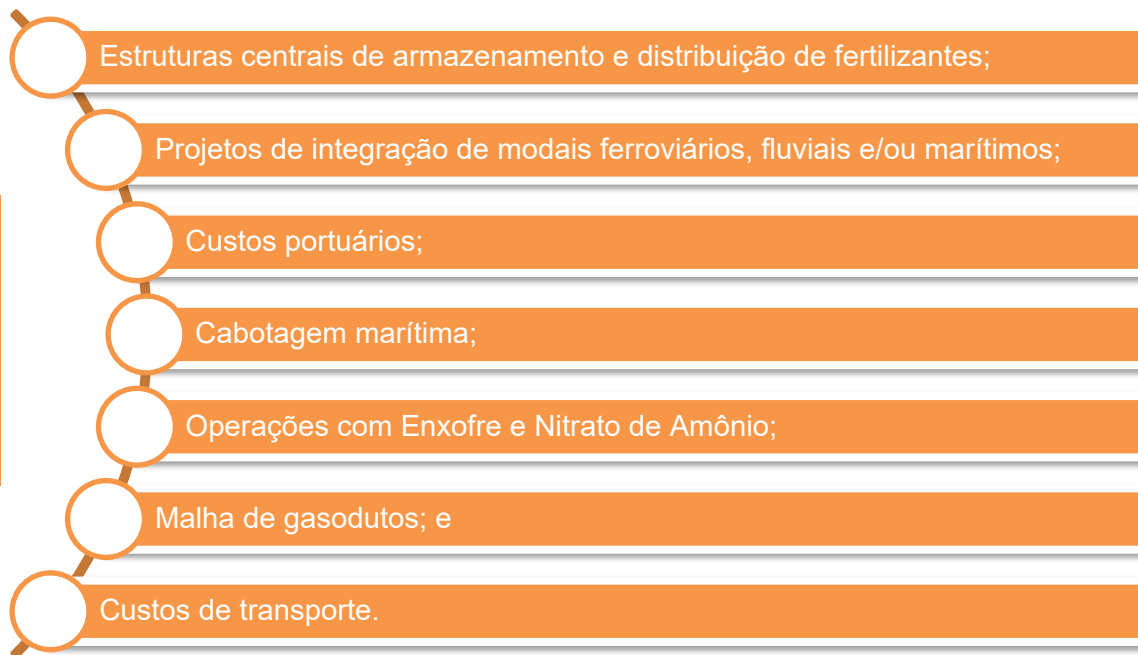 Estruturas centrais de armazenamento e distribuição de fertilizantes;
Projetos de integração de modais ferroviários, fluviais e/ou marítimos;
Custos portuários;
Cabotagem marítima;
Operações com Enxofre e Nitrato de Amônio;
Malha de gasodutos; e
Custos de transporte.